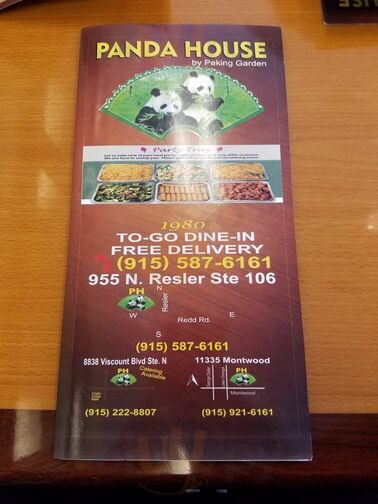 PANDA HOUSE
by Peking Garden
Party Tray
1980
TO-GO DINE-IN
FREE DELIVERY
(915) 587-6161
955 N. Resler Ste 106
PH
N
Resler
W
E
Redd Rd.
S
(915) 587-6161
8838 Viscount Blvd Ste. N
11335 Montwood
PH
Catering
Available
PH
Montwood
(915) 222-8807
(915) 921-6161